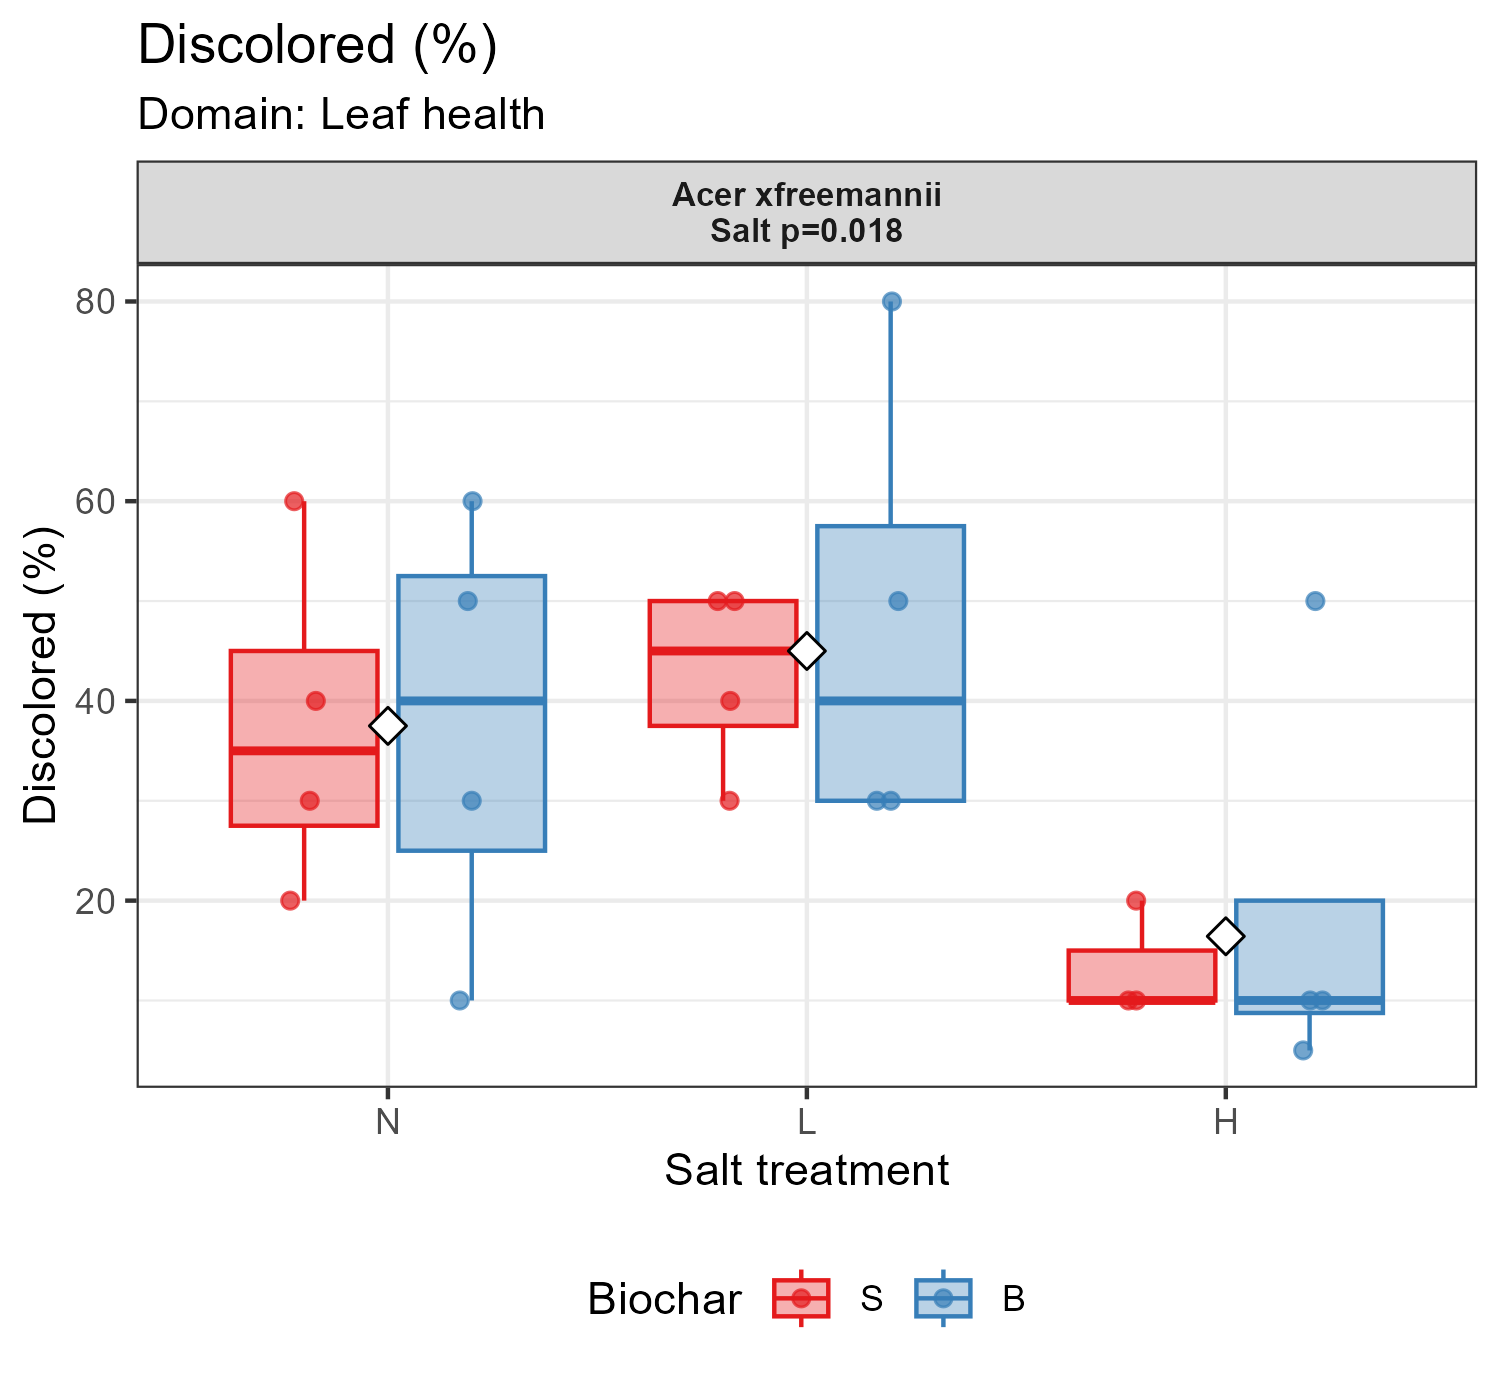 Discolored (%)
Domain: Leaf health
Acer xfreemannii
Salt p=0.018
Discolored (%)
80
60
40
20
N L H
Salt treatment
Biochar S B